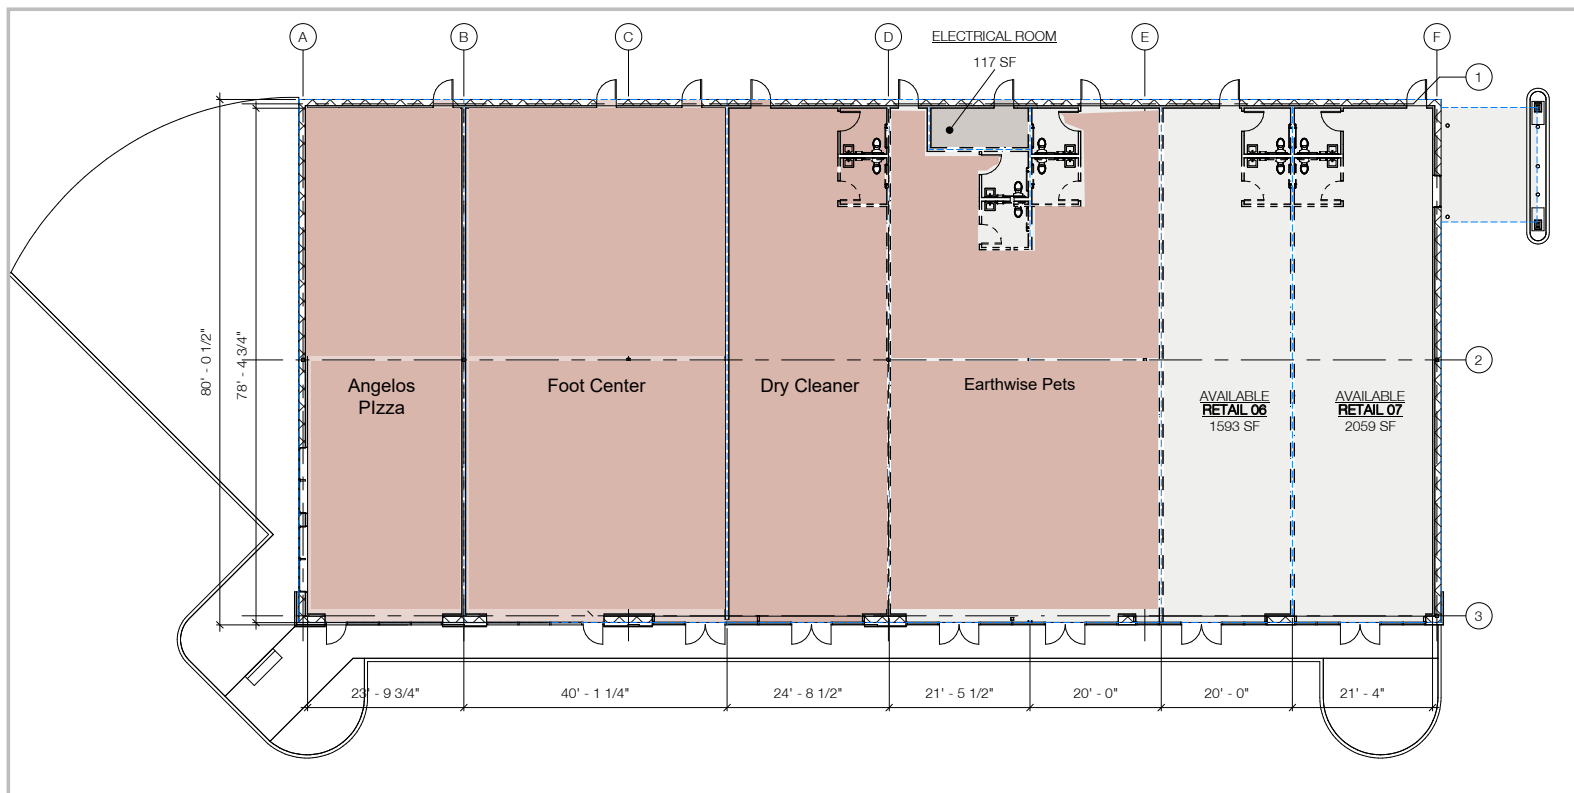 A
B
C
D
E
F
ELECTRICAL ROOM
117 SF
1
2
3
80' - 0 1/2"
78' - 4 3/4"
Angelos
PIzza
Foot Center
Dry Cleaner
Earthwise Pets
AVAILABLE
RETAIL 06
1593 SF
AVAILABLE
RETAIL 07
2059 SF
23' - 9 3/4"
40' - 1 1/4"
24' - 8 1/2"
21' - 5 1/2"
20' - 0"
20' - 0"
21' - 4"